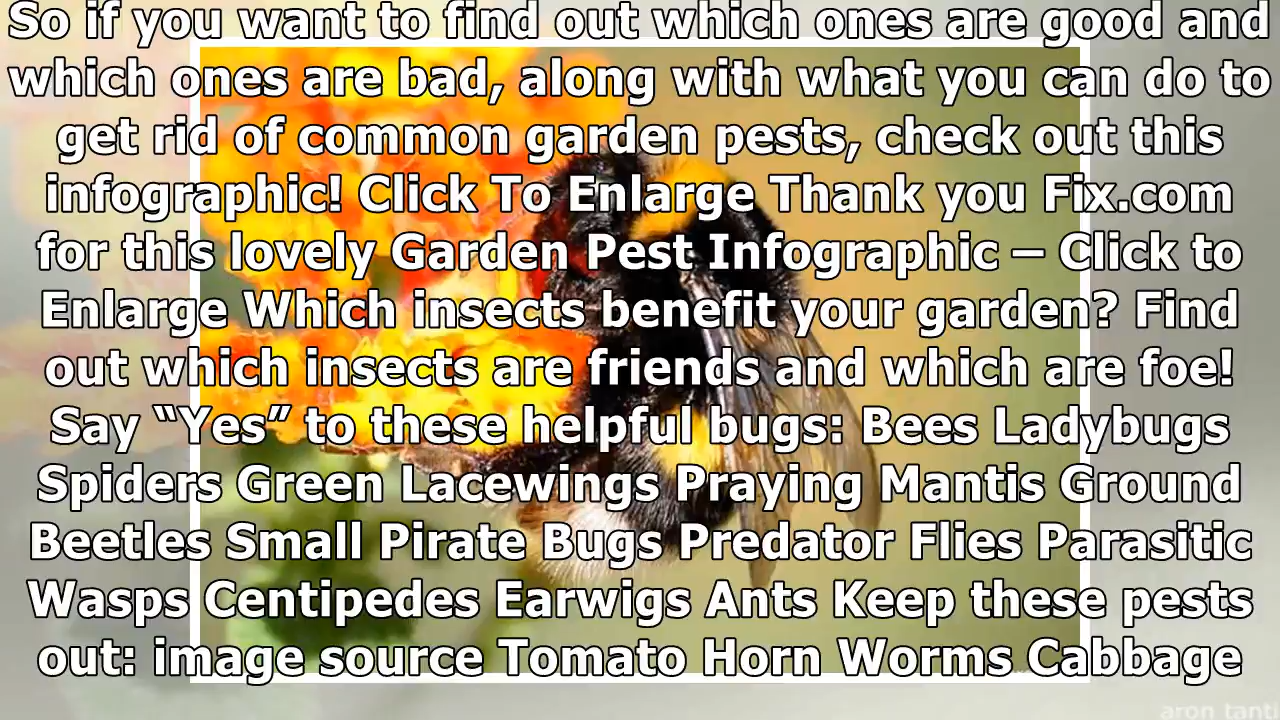 So if you want to find out which ones are good and
which ones are bad, along with what you can do to
get rid of common garden pests, check out this
infographic! Click To Enlarge Thank you Fix.com
for this lovely Garden Pest Infographic – Click to
Enlarge Which insects benefit your garden? Find
out which insects are friends and which are foe!
Say “Yes” to these helpful bugs: Bees Ladybugs
Spiders Green Lacewings Praying Mantis Ground
Beetles Small Pirate Bugs Predator Flies Parasitic
Wasps Centipedes Earwigs Ants Keep these pests
out: image source Tomato Horn Worms Cabbage
aron tanti